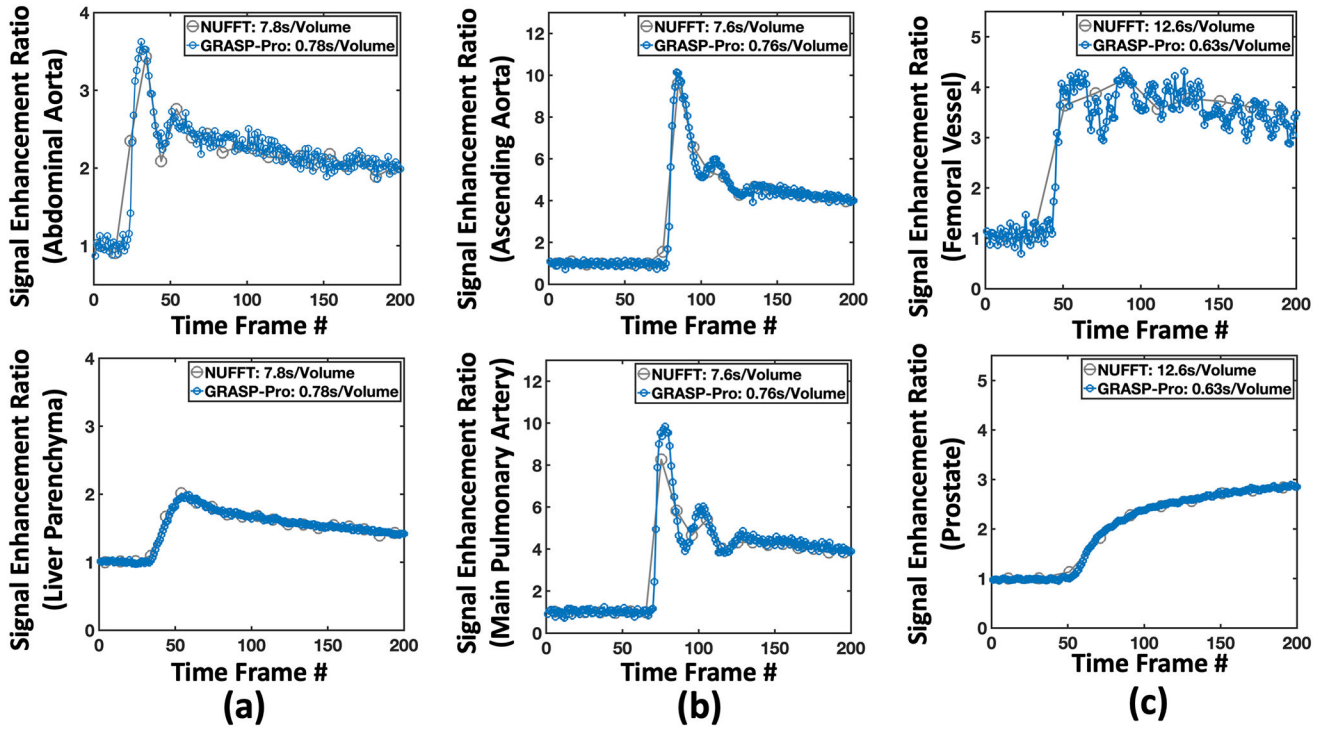 Signal Enhancement Ratio
(Abdominal Aorta)
4
3
2
1
NUFFT: 7.8s/Volume
GRASP-Pro: 0.78s/Volume
0
50
100
150
200
Time Frame #
Signal Enhancement Ratio
(Ascending Aorta)
12
10
8
6
4
2
0
NUFFT: 7.6s/Volume
GRASP-Pro: 0.76s/Volume
0
50
100
150
200
Time Frame #
Signal Enhancement Ratio
(Femoral Vessel)
5
4
3
2
1
NUFFT: 12.6s/Volume
GRASP-Pro: 0.63s/Volume
0
50
100
150
200
Time Frame #
Signal Enhancement Ratio
(Liver Parenchyma)
4
3
2
1
0
NUFFT: 7.8s/Volume
GRASP-Pro: 0.78s/Volume
0
50
100
150
200
Time Frame #
Signal Enhancement Ratio
(Main Pulmonary Artery)
12
10
8
6
4
2
0
NUFFT: 7.6s/Volume
GRASP-Pro: 0.76s/Volume
0
50
100
150
200
Time Frame #
Signal Enhancement Ratio
(Prostate)
5
4
3
2
1
0
NUFFT: 12.6s/Volume
GRASP-Pro: 0.63s/Volume
0
50
100
150
200
Time Frame #
(a)
(b)
(c)